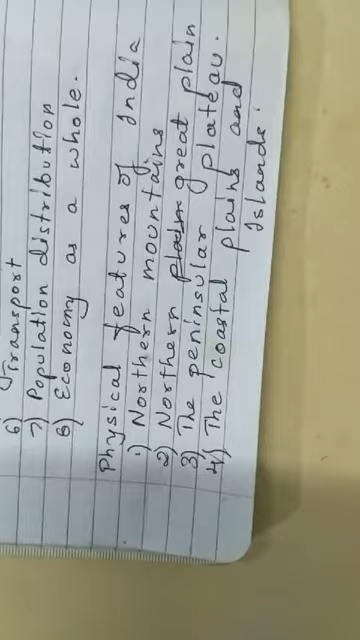 6) Transport
7) Population distribution
8) Economy as a whole.
Physical features of India
1) Northern mountains
2) Northern plain great plain
3) The peninsular plateau.
4) The coastal plains and
Islands.